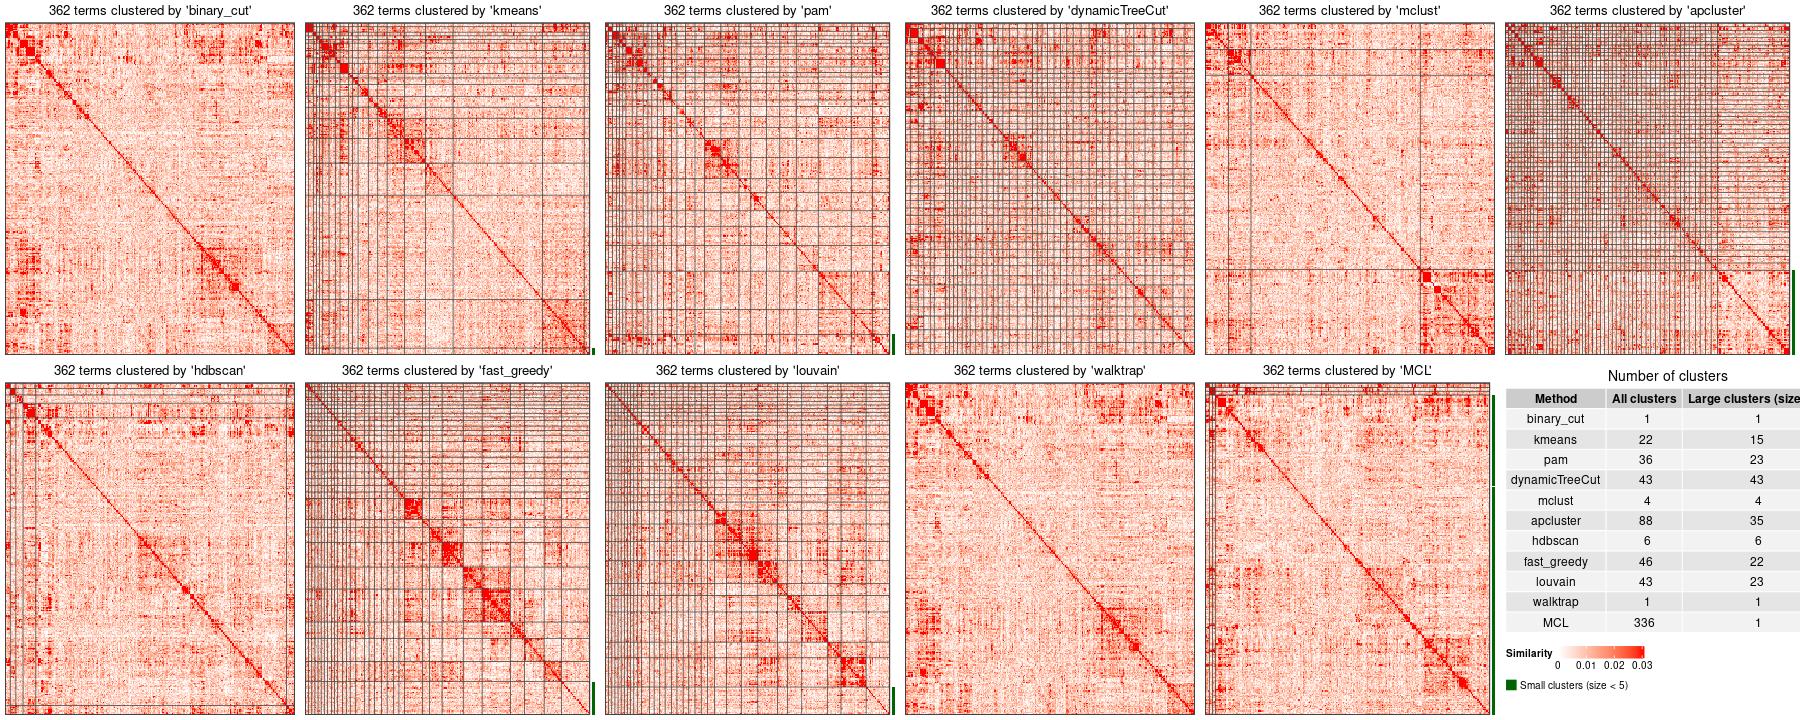 362 terms clustered by 'binary_cut'
362 terms clustered by 'kmeans'
362 terms clustered by 'pam'
362 terms clustered by 'dynamicTreeCut'
362 terms clustered by 'mclust'
362 terms clustered by 'apcluster'
362 terms clustered by 'hdbscan'
362 terms clustered by 'fast_greedy'
362 terms clustered by 'louvain'
362 terms clustered by 'walktrap'
362 terms clustered by 'MCL'
Number of clusters
Method All clusters Large clusters (size
binary_cut 1 1
kmeans 22 15
pam 36 23
dynamicTreeCut 43 43
mclust 4 4
apcluster 88 35
hdbscan 6 6
fast_greedy 46 22
louvain 43 23
walktrap 1 1
MCL 336 1
Similarity
0 0.01 0.02 0.03
Small clusters (size < 5)